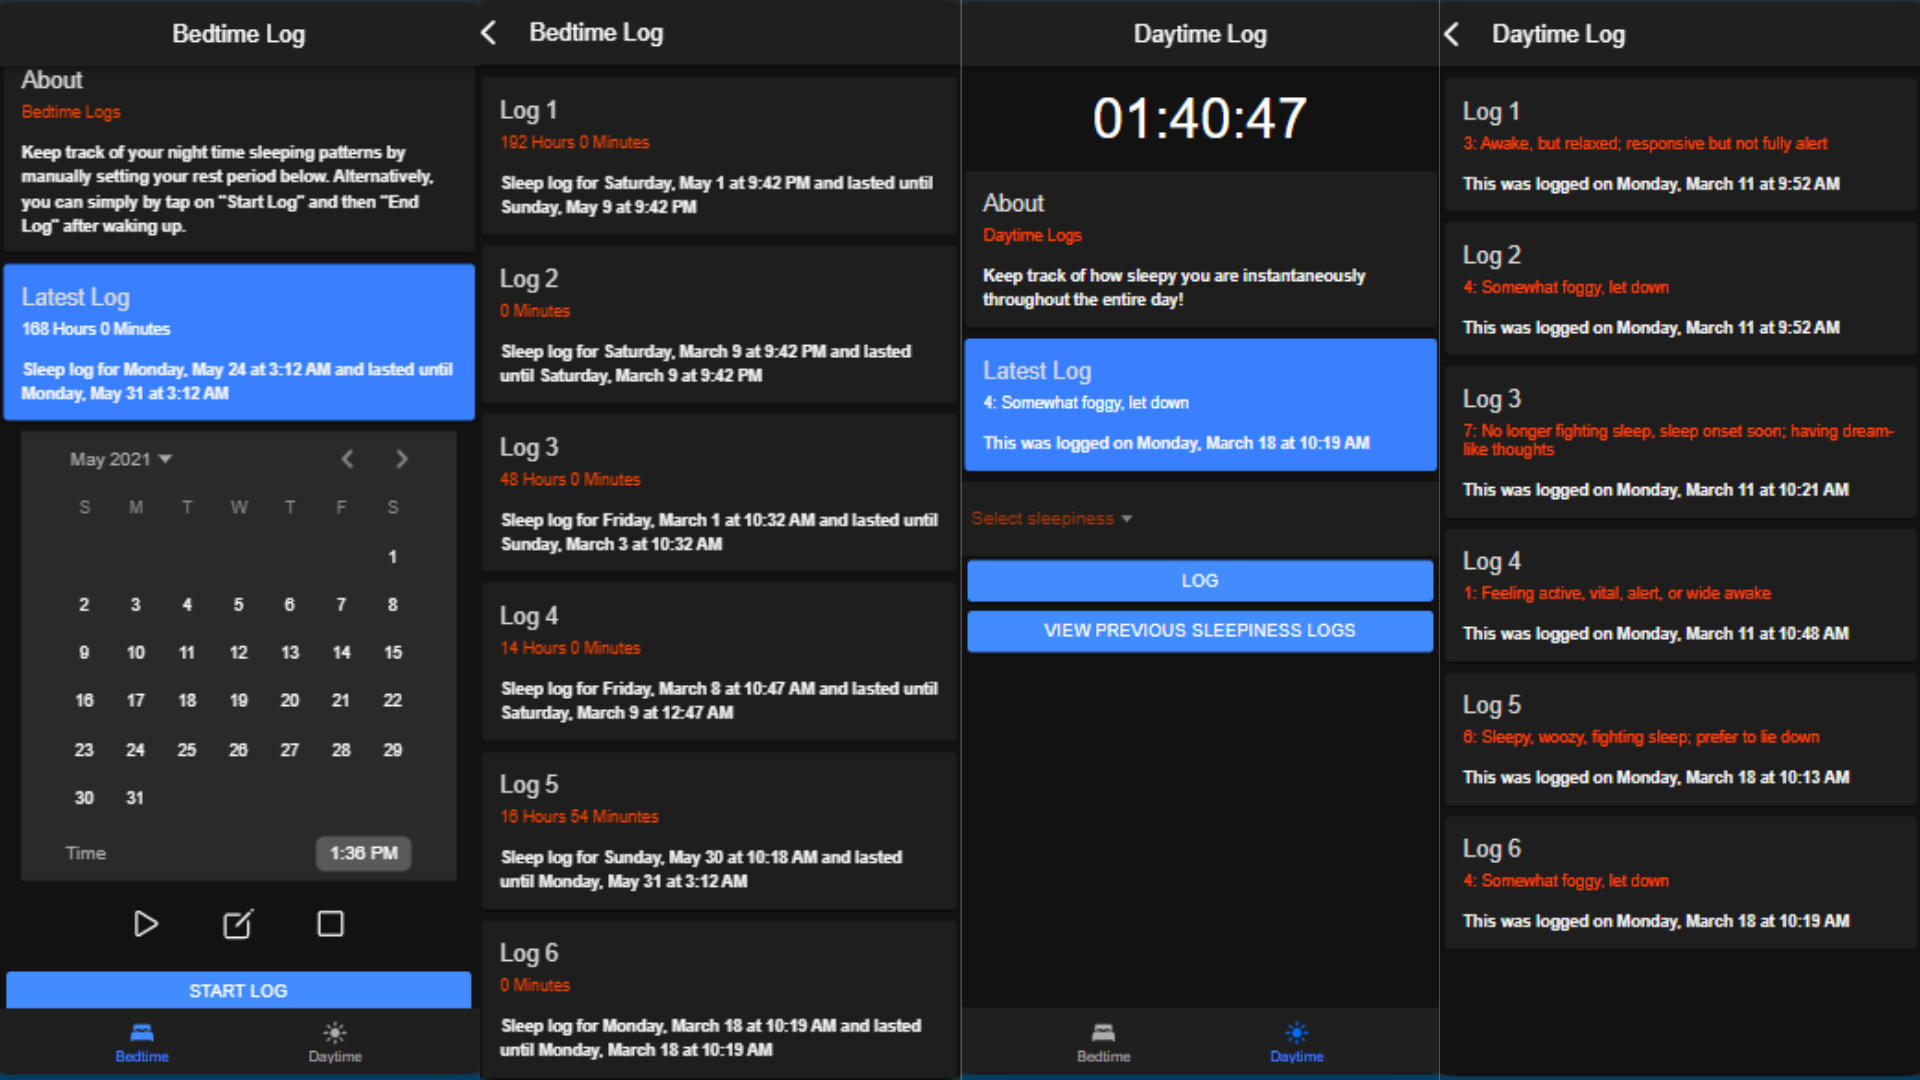 Bedtime Log
About
Bedtime Logs
Keep track of your night time sleeping patterns by
manually setting your rest period below. Alternatively,
you can simply by tap on "Start Log" and then "End
Log" after waking up.
Latest Log
168 Hours 0 Minutes
Sleep log for Monday, May 24 at 3:12 AM and lasted until
Monday, May 31 at 3:12 AM
May 2021
S M T W T F S
1
2 3 4 5 6 7 8
9 10 11 12 13 14 15
16 17 18 19 20 21 22
23 24 25 26 27 28 29
30 31
Time 1:36 PM
START LOG
Bedtime Daytime
Bedtime Log
Log 1
192 Hours 0 Minutes
Sleep log for Saturday, May 1 at 9:42 PM and lasted until
Sunday, May 9 at 9:42 PM
Log 2
0 Minutes
Sleep log for Saturday, March 9 at 9:42 PM and lasted
until Saturday, March 9 at 9:42 PM
Log 3
48 Hours 0 Minutes
Sleep log for Friday, March 1 at 10:32 AM and lasted until
Sunday, March 3 at 10:32 AM
Log 4
14 Hours 0 Minutes
Sleep log for Friday, March 8 at 10:47 AM and lasted until
Saturday, March 9 at 12:47 AM
Log 5
16 Hours 54 Minuntes
Sleep log for Sunday, May 30 at 10:18 AM and lasted
until Monday, May 31 at 3:12 AM
Log 6
0 Minutes
Sleep log for Monday, March 18 at 10:19 AM and lasted
until Monday, March 18 at 10:19 AM
Daytime Log
01:40:47
About
Daytime Logs
Keep track of how sleepy you are instantaneously
throughout the entire day!
Latest Log
4: Somewhat foggy, let down
This was logged on Monday, March 18 at 10:19 AM
Select sleepiness
LOG
VIEW PREVIOUS SLEEPINESS LOGS
Bedtime Daytime
Daytime Log
Log 1
3: Awake, but relaxed; responsive but not fully alert
This was logged on Monday, March 11 at 9:52 AM
Log 2
4: Somewhat foggy, let down
This was logged on Monday, March 11 at 9:52 AM
Log 3
7: No longer fighting sleep, sleep onset soon; having dream-
like thoughts
This was logged on Monday, March 11 at 10:21 AM
Log 4
1: Feeling active, vital, alert, or wide awake
This was logged on Monday, March 11 at 10:48 AM
Log 5
6: Sleepy, woozy, fighting sleep; prefer to lie down
This was logged on Monday, March 18 at 10:13 AM
Log 6
4: Somewhat foggy, let down
This was logged on Monday, March 18 at 10:19 AM